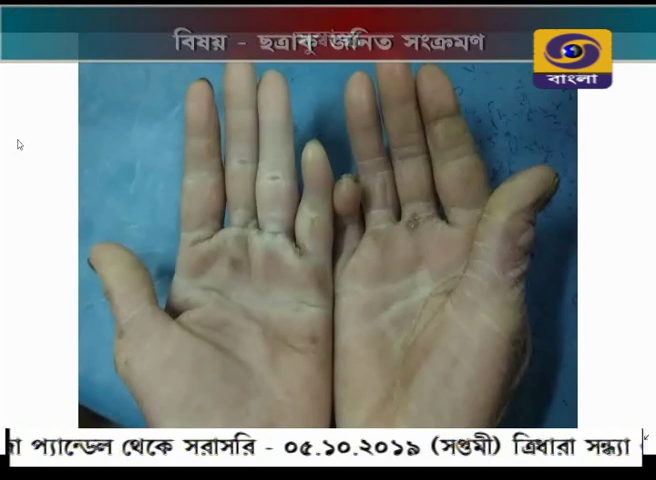 বিষয় - ছত্রাকু জনিত সংক্রমণ
বাংলা
প্যান্ডেল থেকে সরাসরি - ০৫.১০.২০১৯ (সপ্তমী) ত্রিধারা সন্ধ্যা